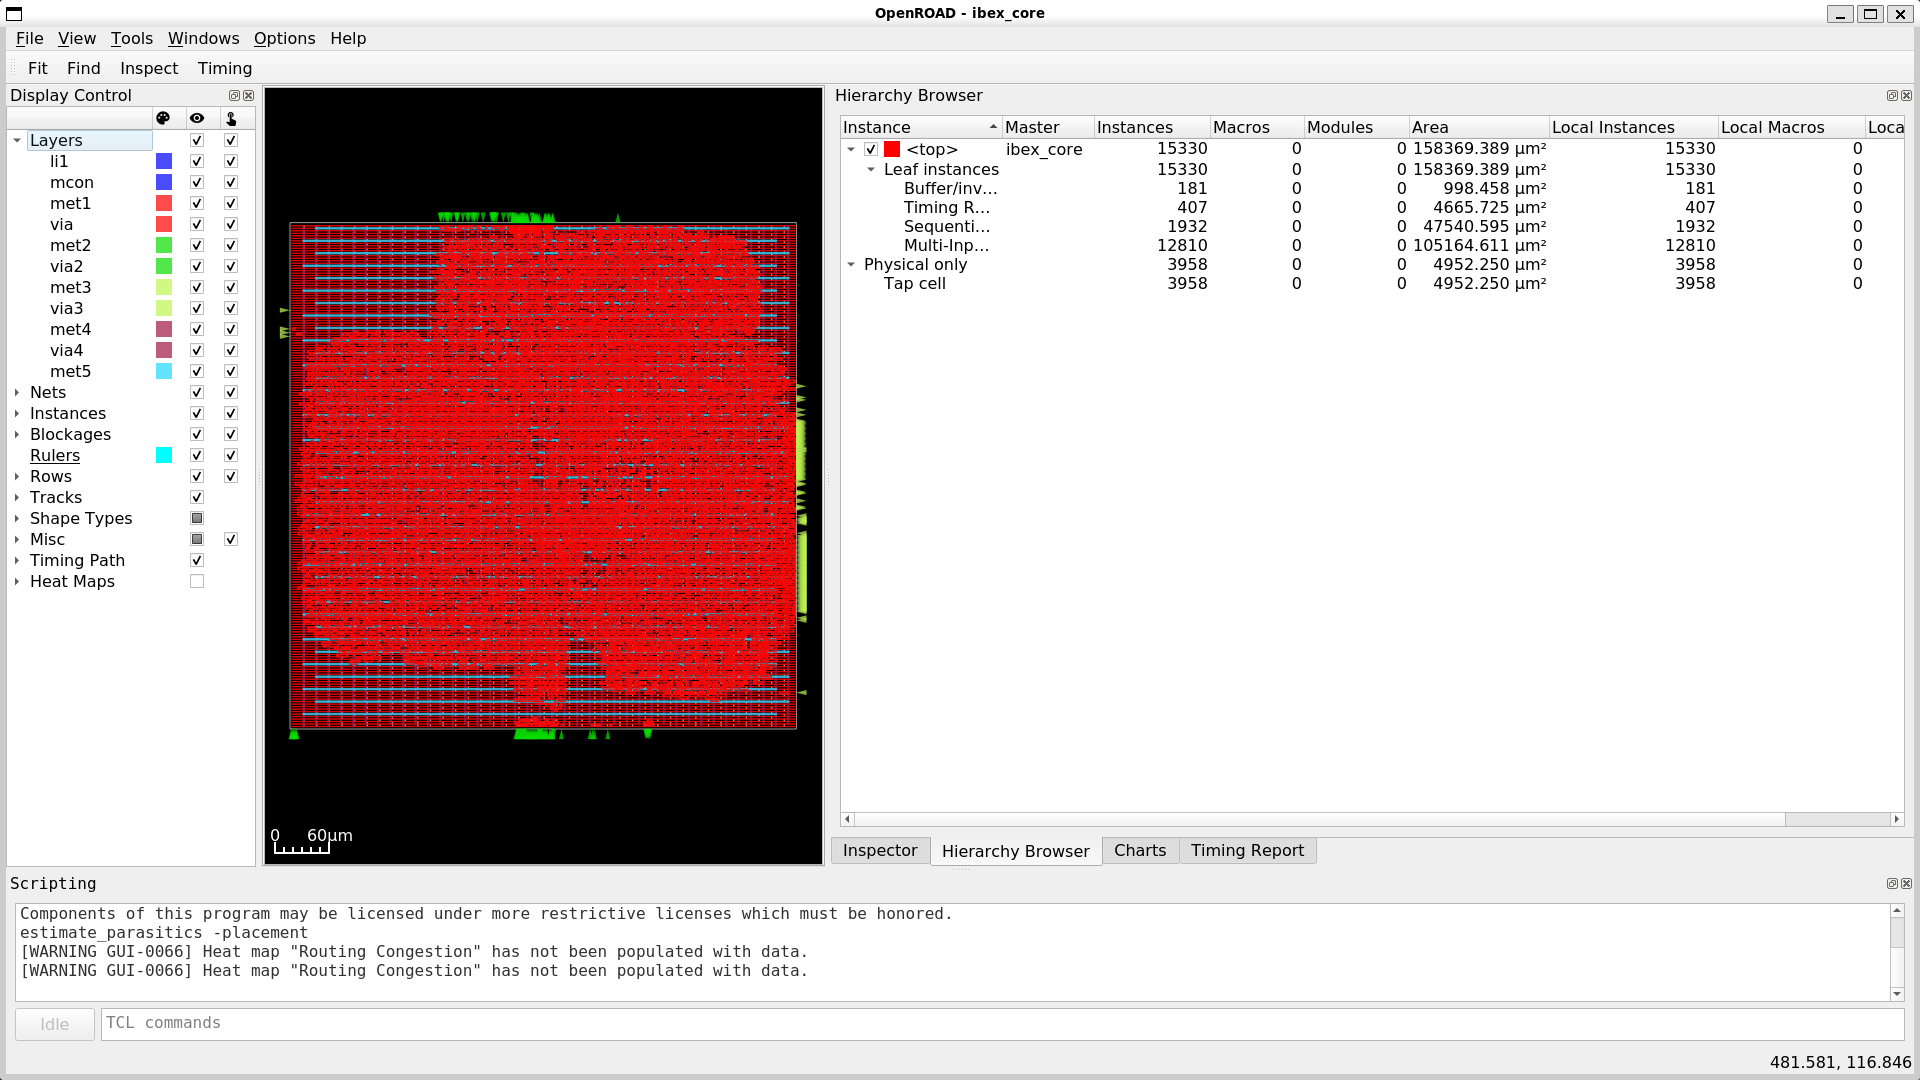 OpenROAD - ibex_core
File View Tools Windows Options Help
Fit Find Inspect Timing
Display Control
Layers
li1
mcon
met1
via
met2
via2
met3
via3
met4
via4
met5
Nets
Instances
Blockages
Rulers
Rows
Tracks
Shape Types
Misc
Timing Path
Heat Maps
0 60µm
Hierarchy Browser
Instance Master Instances Macros Modules Area Local Instances Local Macros Loca
<top> ibex_core 15330 0 0 158369.389 µm² 15330 0
Leaf instances 15330 0 0 158369.389 µm² 15330 0
Buffer/inv... 181 0 0 998.458 µm² 181 0
Timing R... 407 0 0 4665.725 µm² 407 0
Sequenti... 1932 0 0 47540.595 µm² 1932 0
Multi-Inp... 12810 0 0 105164.611 µm² 12810 0
Physical only 3958 0 0 4952.250 µm² 3958 0
Tap cell 3958 0 0 4952.250 µm² 3958 0
Inspector Hierarchy Browser Charts Timing Report
Scripting
Components of this program may be licensed under more restrictive licenses which must be honored.
estimate_parasitics -placement
[WARNING GUI-0066] Heat map "Routing Congestion" has not been populated with data.
[WARNING GUI-0066] Heat map "Routing Congestion" has not been populated with data.
Idle TCL commands
481.581, 116.846